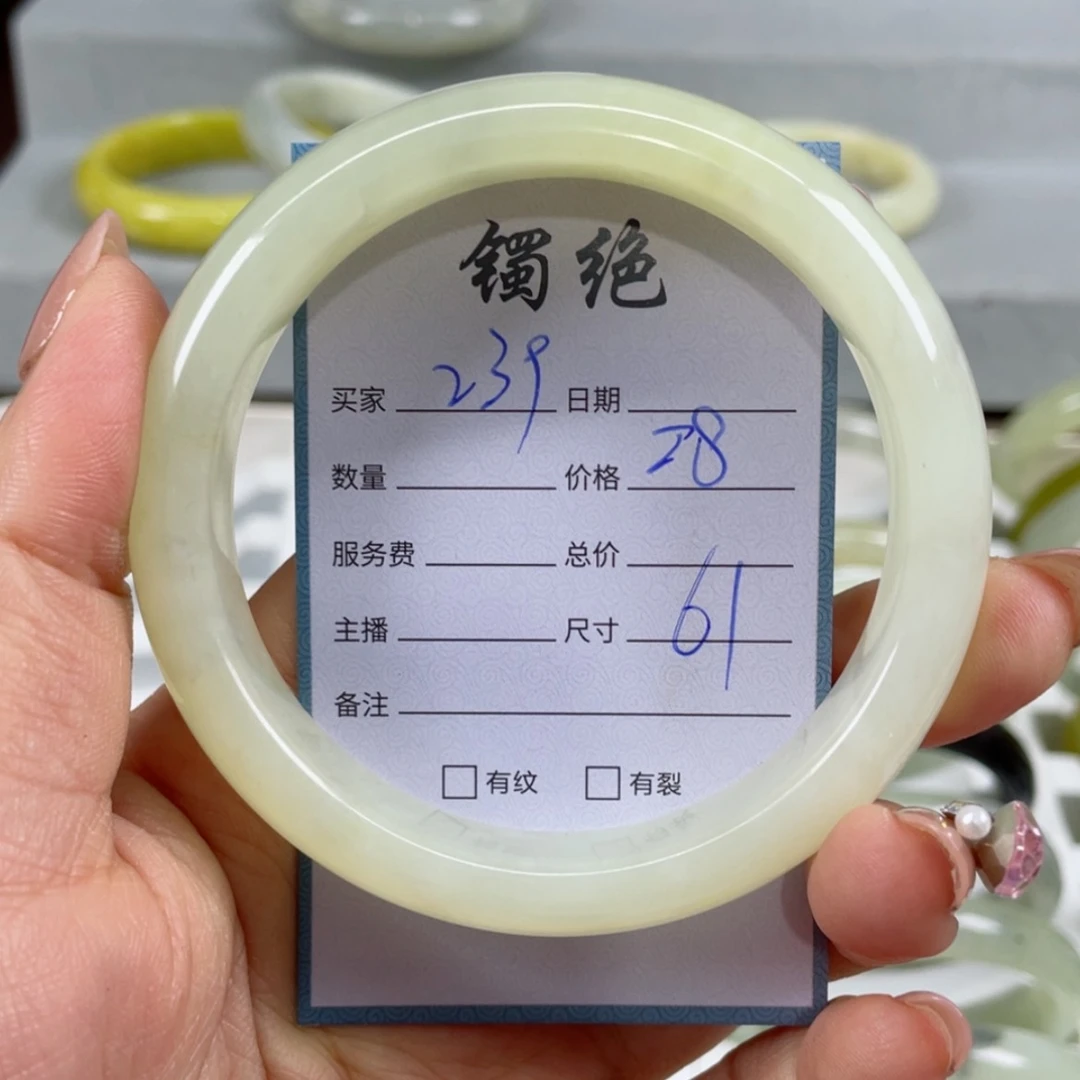 镯绝
买家 239 日期
数量 价格 28
服务费 总价
主播 尺寸 61
备注
有纹 有裂